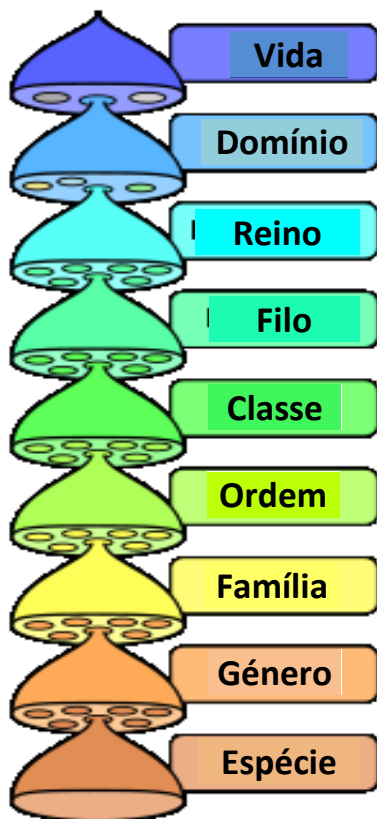 Vida
Domínio
Reino
Filo
Classe
Ordem
Família
Género
Espécie